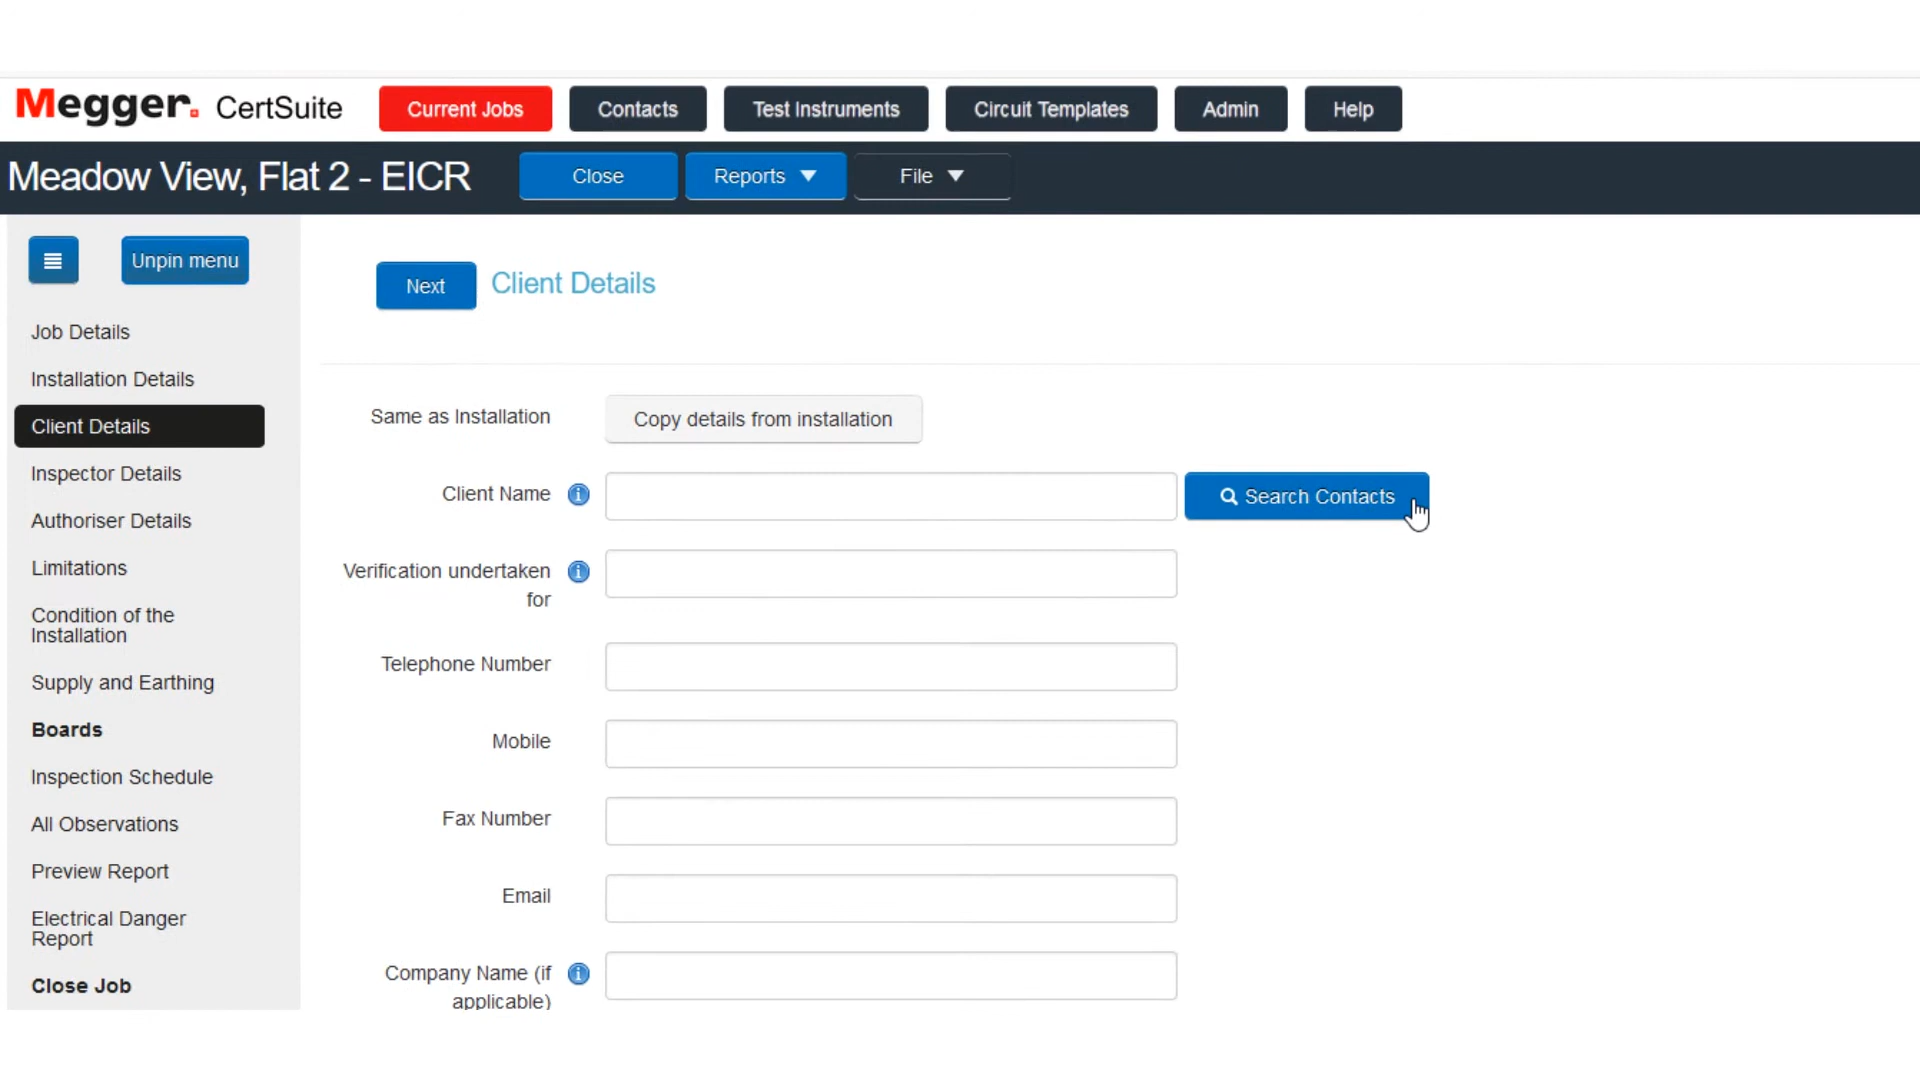 Megger. CertSuite Current Jobs Contacts Test Instruments Circuit Templates Admin Help
Meadow View, Flat 2 - EICR Close Reports File
Unpin menu
Job Details
Installation Details
Client Details
Inspector Details
Authoriser Details
Limitations
Condition of the
Installation
Supply and Earthing
Boards
Inspection Schedule
All Observations
Preview Report
Electrical Danger
Report
Close Job
Next Client Details
Same as Installation Copy details from installation
Client Name Search Contacts
Verification undertaken
for
Telephone Number
Mobile
Fax Number
Email
Company Name (if
applicable)